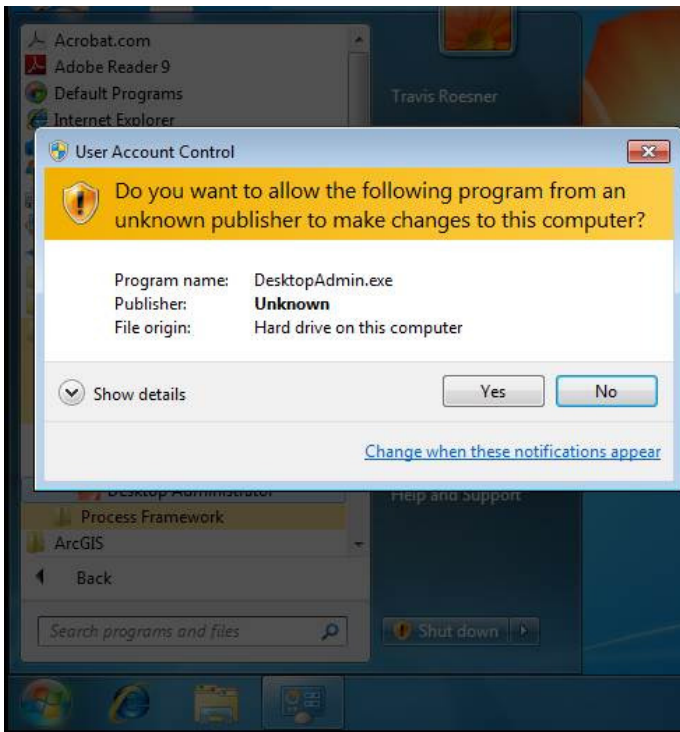 Acrobat.com
Adobe Reader 9
Default Programs
Travis Roesner
Internet Explorer
User Account Control
Do you want to allow the following program from an
unknown publisher to make changes to this computer?
Program name: DesktopAdmin.exe
Publisher: Unknown
File origin: Hard drive on this computer
Show details
Yes
No
Change when these notifications appear
Desktop Administrator
Help and Support
Process Framework
ArcGIS
Back
Search programs and files
Shut down